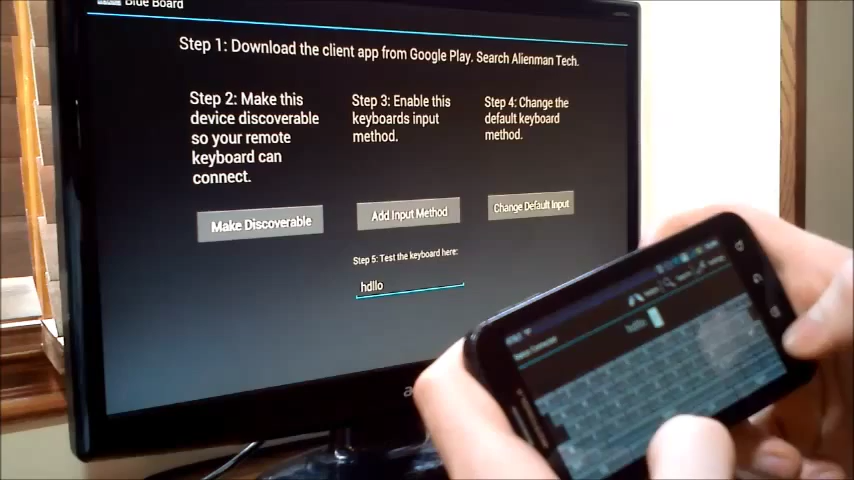 Blue Board
Step 1: Download the client app from Google Play. Search Alienman Tech.
Step 2: Make this
device discoverable
so your remote
keyboard can
connect.
Make Discoverable
Step 3: Enable this
keyboards input
method.
Add Input Method
Step 4: Change the
default keyboard
method.
Change Default Input
Step 5: Test the keyboard here:
hdllo
hdllo